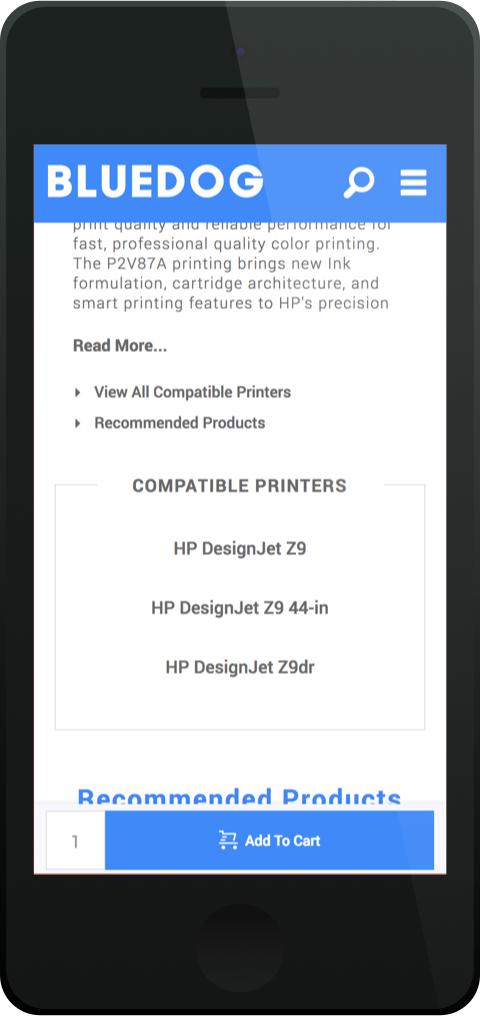 BLUEDOG
print quality and reliable performance for
fast, professional quality color printing.
The P2V87A printing brings new Ink
formulation, cartridge architecture, and
smart printing features to HP's precision
Read More...
View All Compatible Printers
Recommended Products
COMPATIBLE PRINTERS
HP DesignJet Z9
HP DesignJet Z9 44-in
HP DesignJet Z9dr
Recommended Products
1
Add To Cart